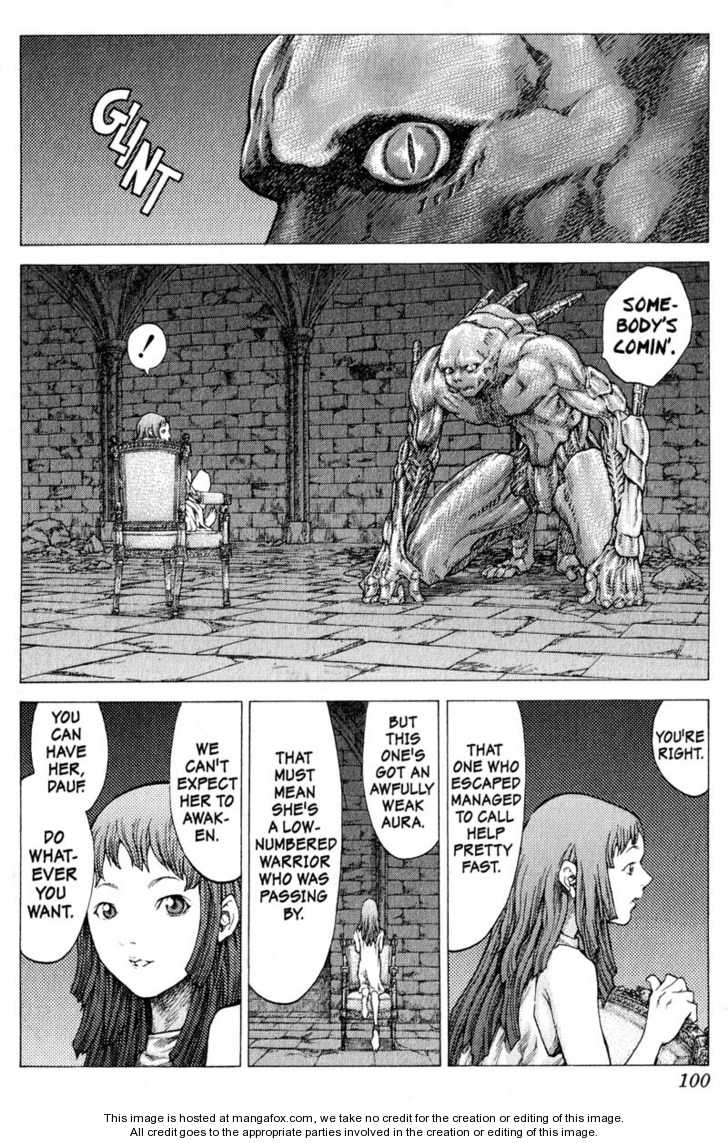 GLINT
SOME-
BODY'S
COMIN'.
!
YOU'RE
RIGHT.
THAT
ONE WHO
ESCAPED
MANAGED
TO CALL
HELP
PRETTY
FAST.
BUT
THIS
ONE'S
GOT AN
AWFULLY
WEAK
AURA.
THAT
MUST
MEAN
SHE'S
A LOW-
NUMBERED
WARRIOR
WHO WAS
PASSING
BY.
WE
CAN'T
EXPECT
HER TO
AWAK-
EN.
YOU
CAN
HAVE
HER,
DAUF.
DO
WHAT-
EVER
YOU
WANT.
100
This image is hosted at mangafox.com, we take no credit for the creation or editing of this image.
All credit goes to the appropriate parties involved in the creation or editing of this image.